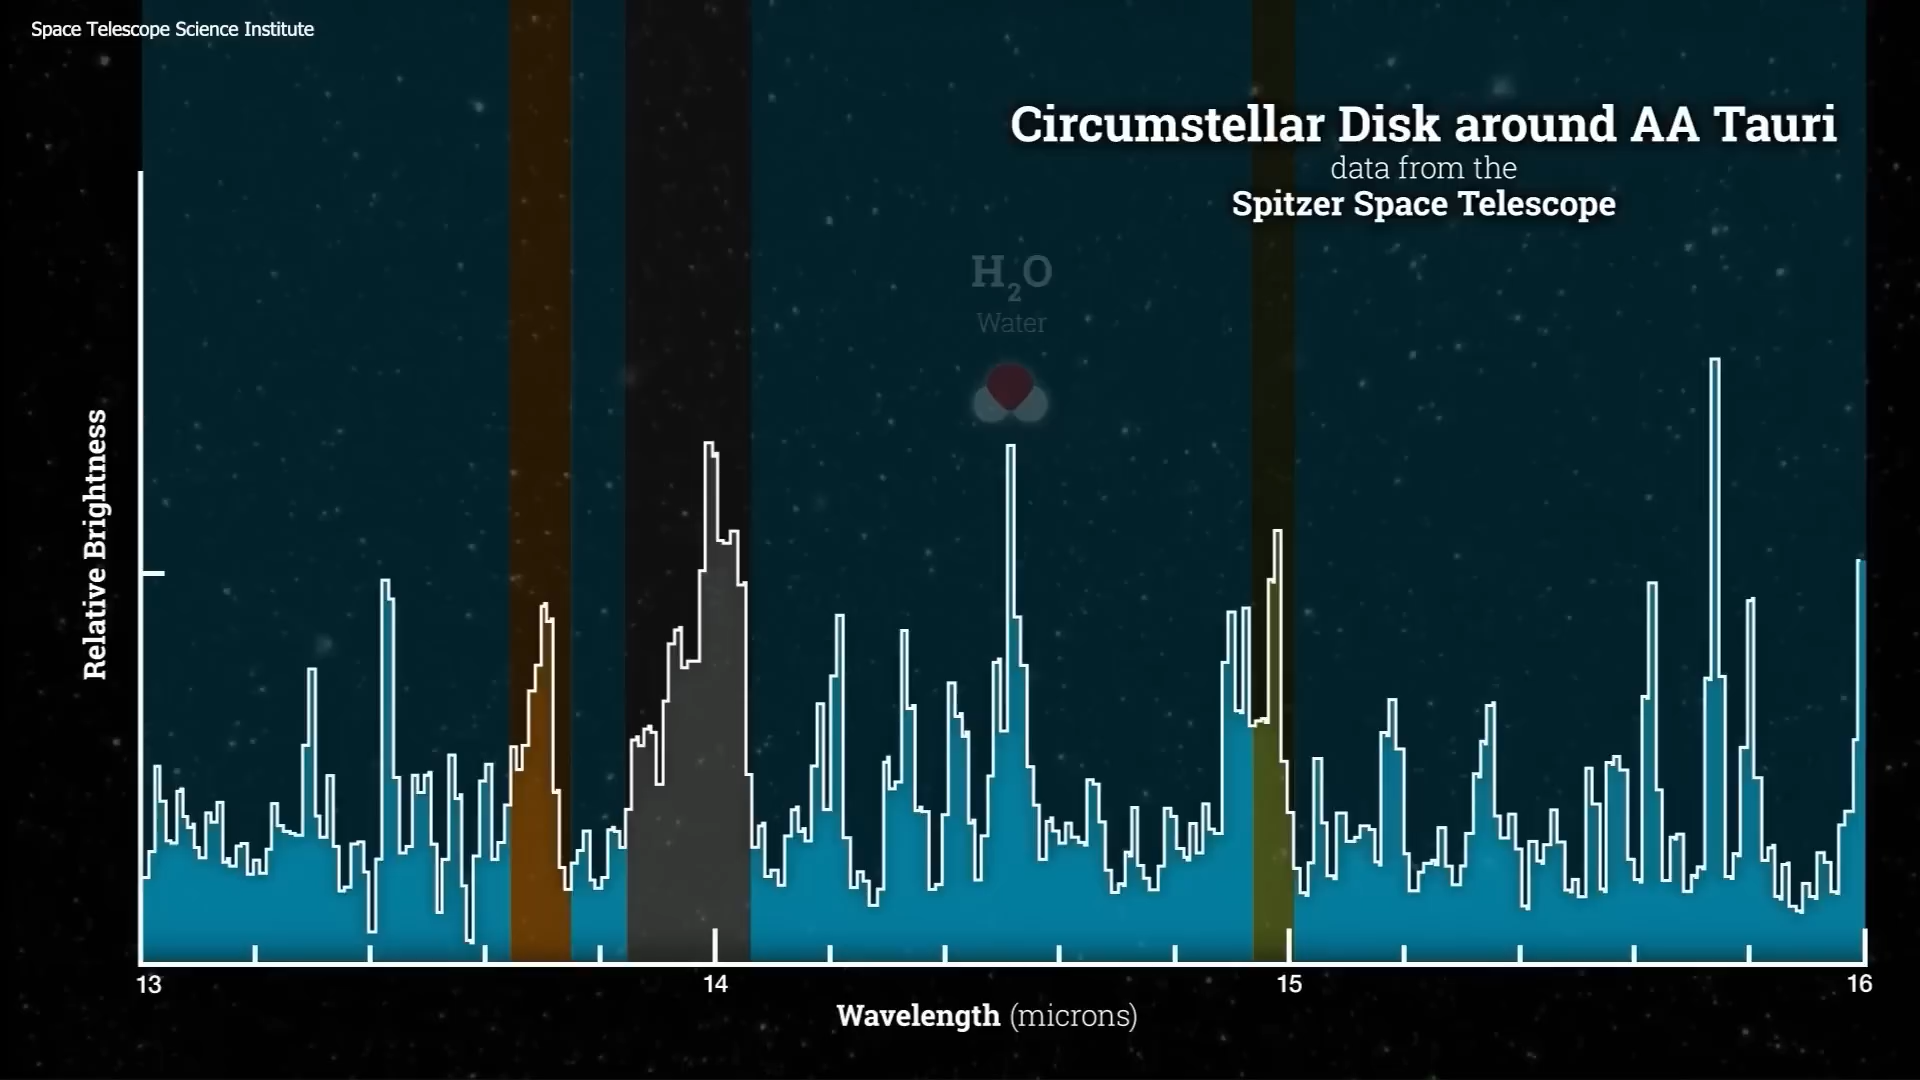 Space Telescope Science Institute
Circumstellar Disk around AA Tauri
data from the
Spitzer Space Telescope
H₂O
Water
Relative Brightness
13 14 15 16
Wavelength (microns)